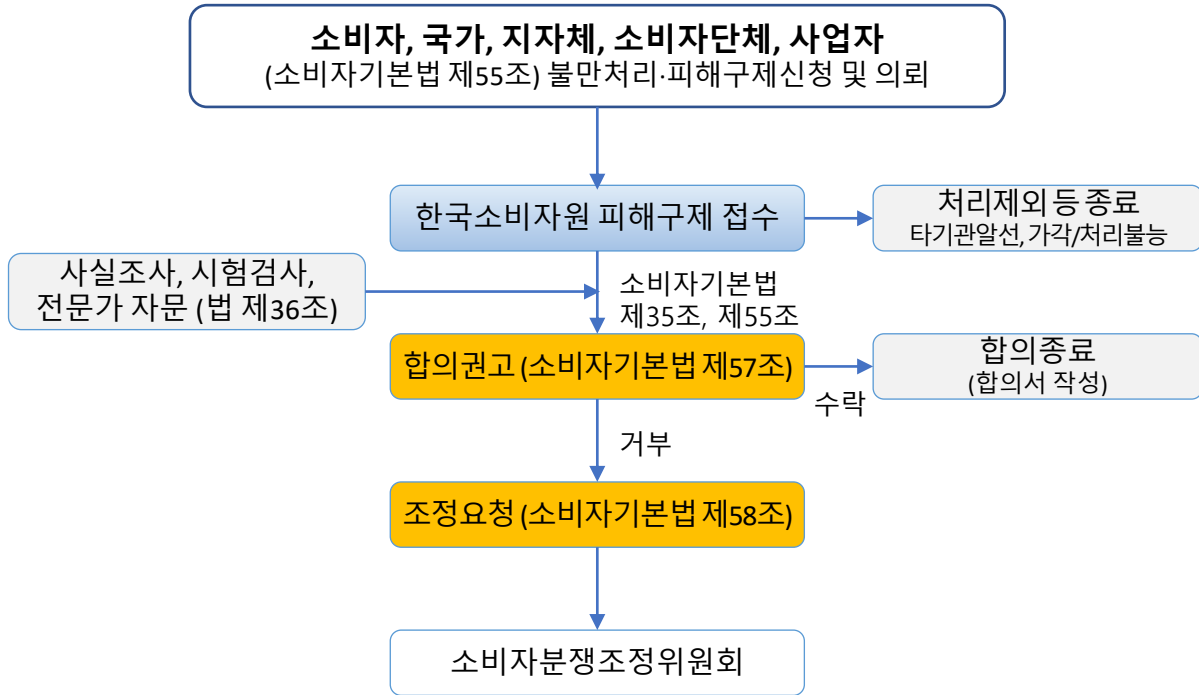 소비자, 국가, 지자체, 소비자단체, 사업자
(소비자기본법 제55조) 불만처리·피해구제신청 및 의뢰
한국소비자원 피해구제 접수
처리제외 등 종료
타기관알선, 가각/처리불능
사실조사, 시험검사,
전문가 자문 (법 제36조)
소비자기본법
제35조, 제55조
합의권고 (소비자기본법 제57조)
합의종료
(합의서 작성)
수락
거부
조정요청 (소비자기본법 제58조)
소비자분쟁조정위원회